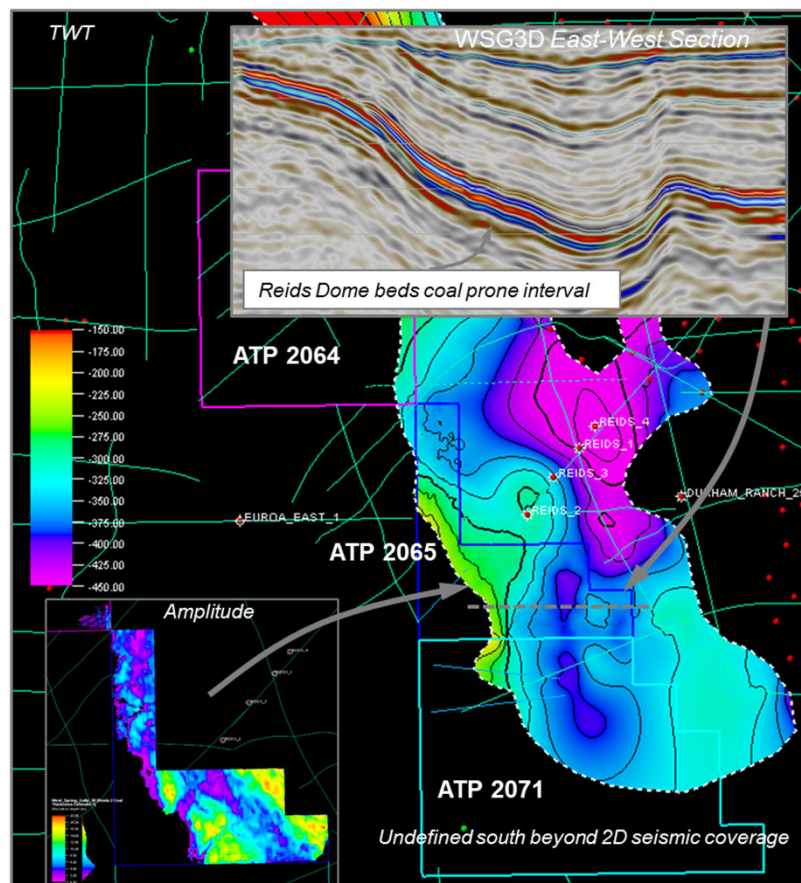 TWT
WSG3D East-West Section
Reids Dome beds coal prone interval
ATP 2064
-150.00
-175.00
-200.00
-225.00
-250.00
-275.00
-300.00
-325.00
-350.00
-375.00
-400.00
-425.00
-450.00
REIDS_4
REIDS_1
REIDS_3
REIDS_2
EUROA_EAST_1
ATP 2065
Amplitude
ATP 2071
Undefined south beyond 2D seismic coverage